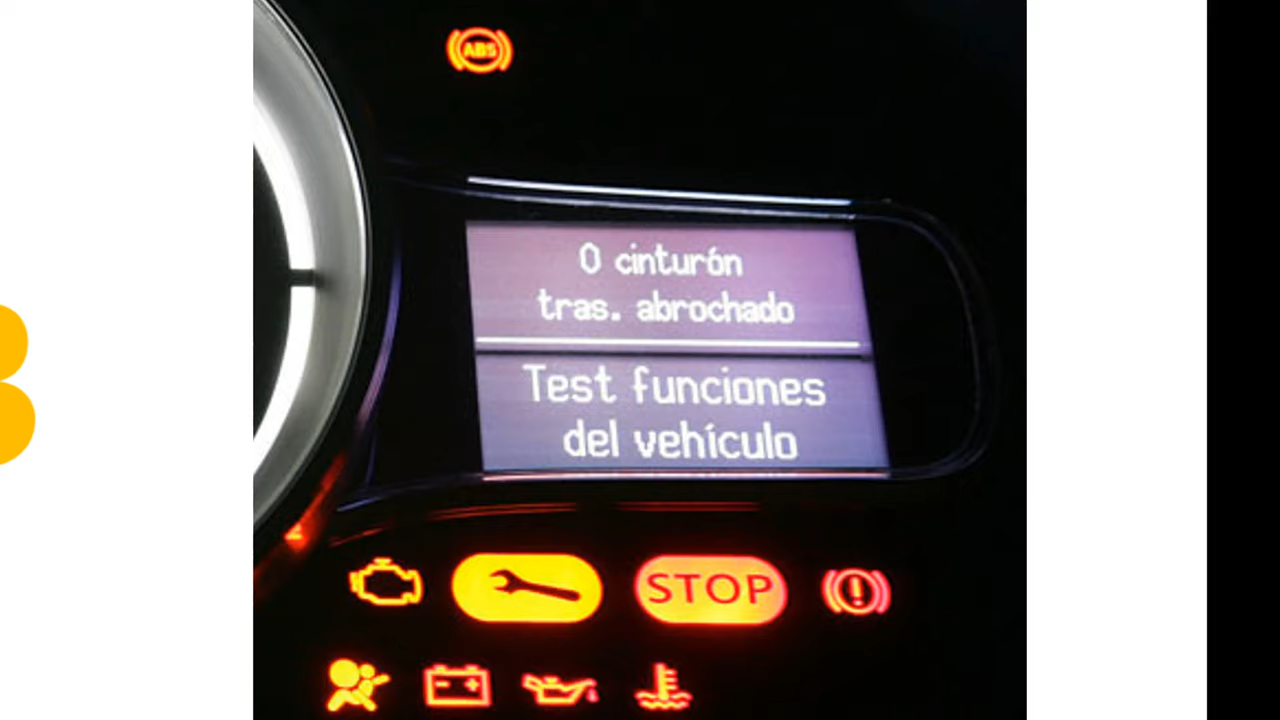 ABS
0 cinturón
tras. abrochado
Test funciones
del vehículo
STOP